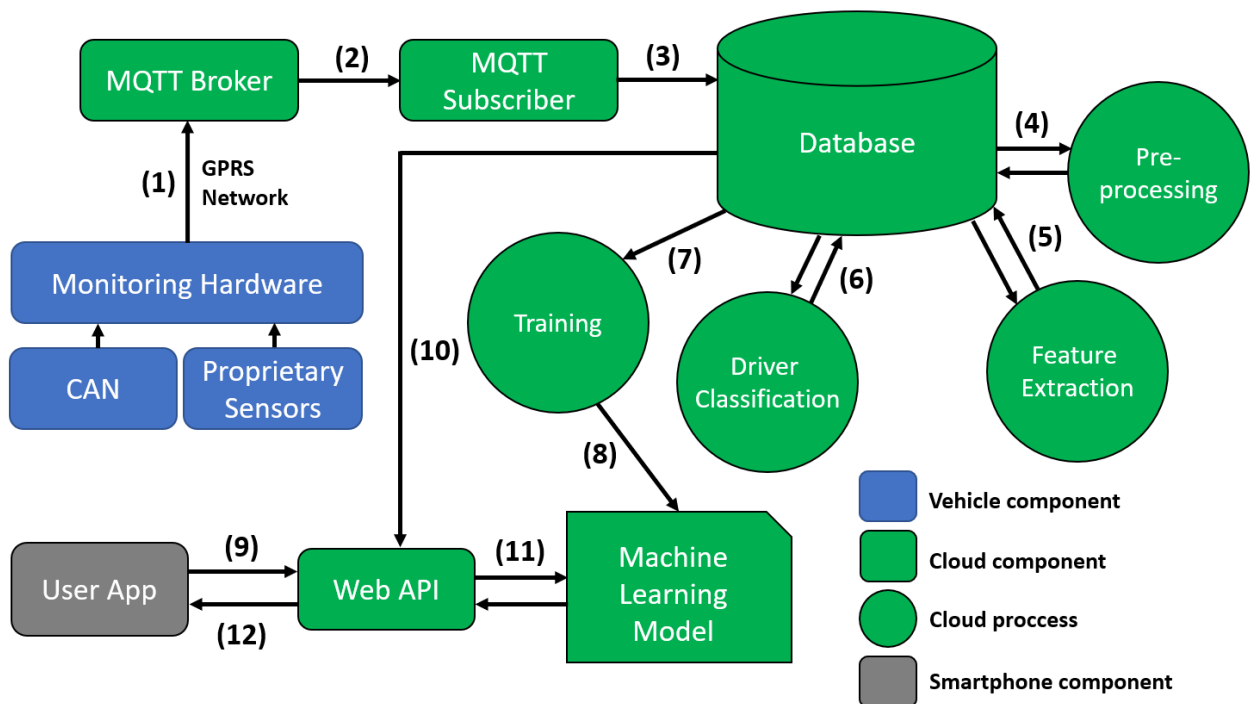 MQTT Broker
(2)
MQTT
Subscriber
(3)
Database
(4)
Pre-
processing
(1)
GPRS
Network
(5)
(7)
(6)
Monitoring Hardware
Training
(10)
CAN
Proprietary
Sensors
Driver
Classification
Feature
Extraction
(8)
Vehicle component
(9)
(11)
Machine
Learning
Model
Cloud component
User App
Web API
Cloud proccess
(12)
Smartphone component